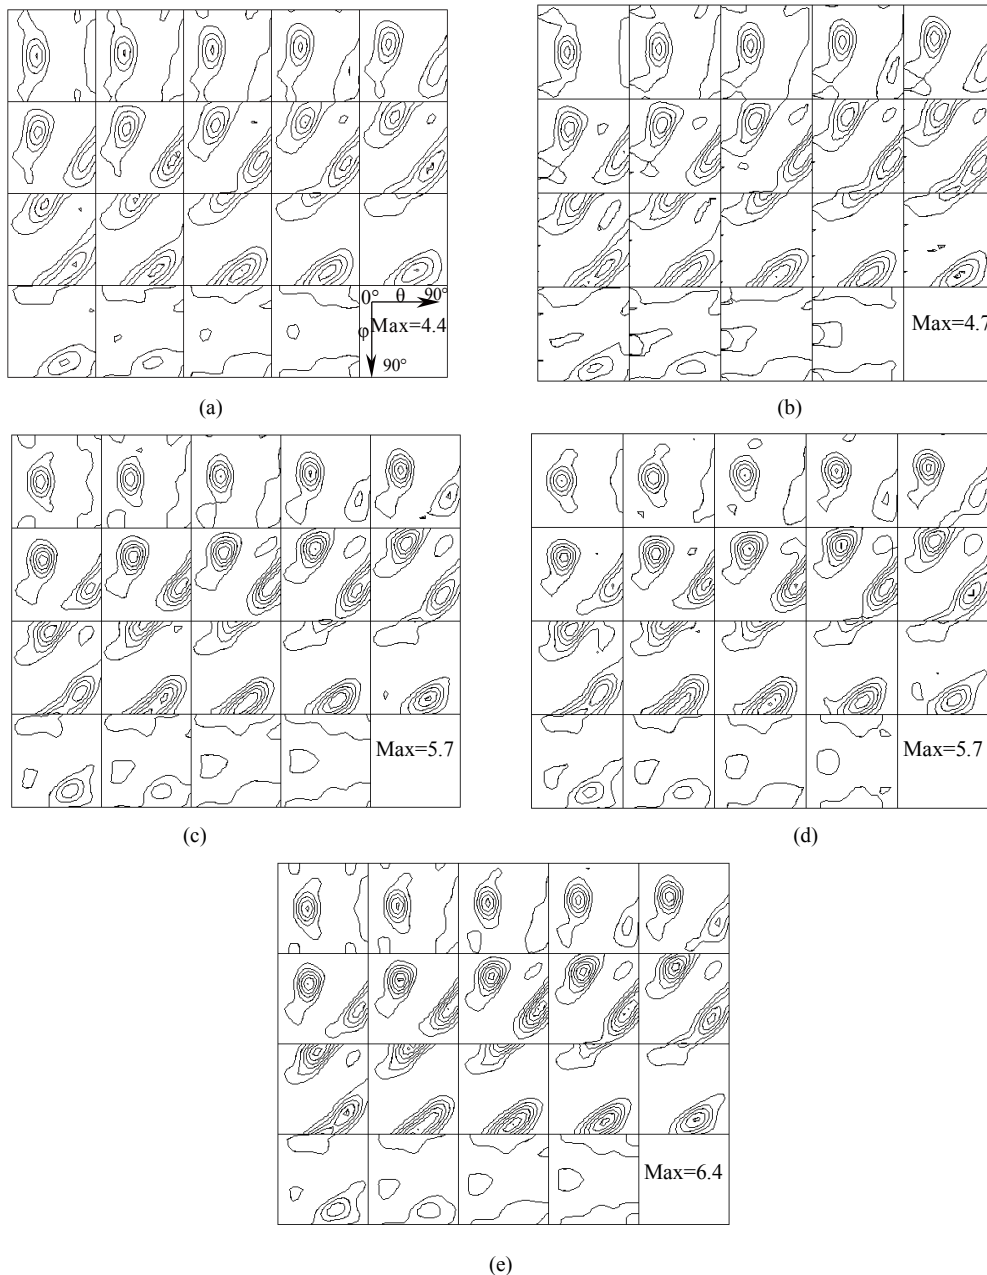 0° θ 90°
φ Max=4.4
90°
Max=4.7
(a)
(b)
Max=5.7
Max=5.7
(c)
(d)
Max=6.4
(e)